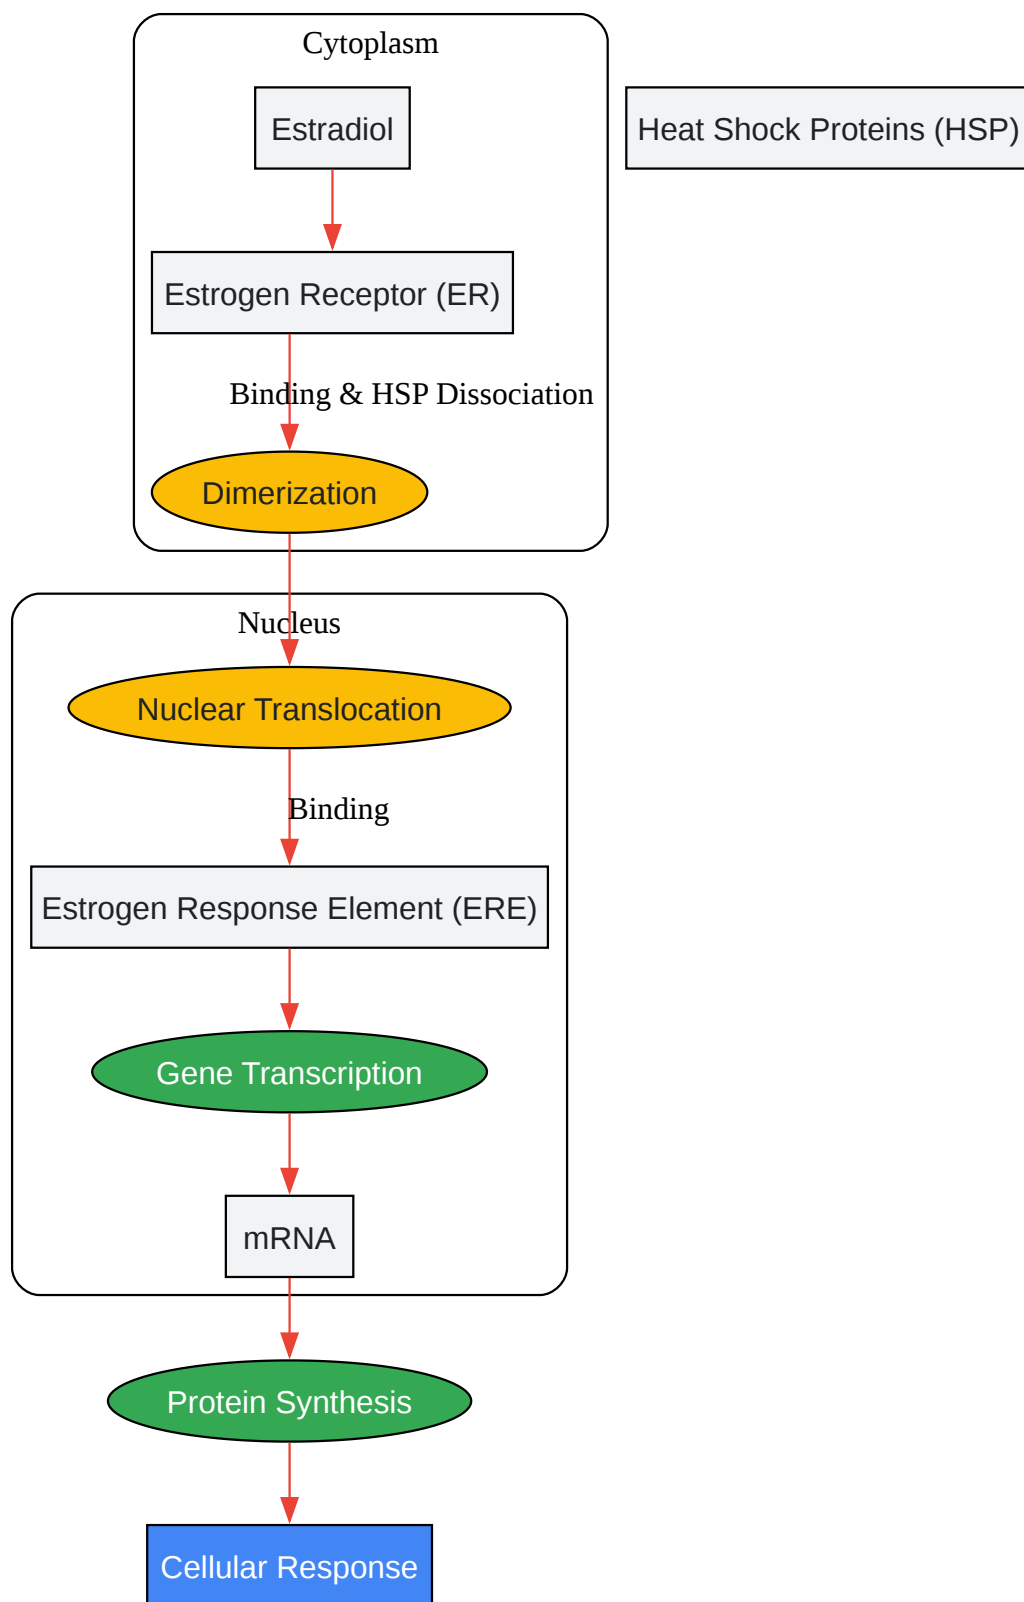 Cytoplasm
Estradiol
Heat Shock Proteins (HSP)
Estrogen Receptor (ER)
Binding & HSP Dissociation
Dimerization
Nucleus
Nuclear Translocation
Binding
Estrogen Response Element (ERE)
Gene Transcription
mRNA
Protein Synthesis
Cellular Response